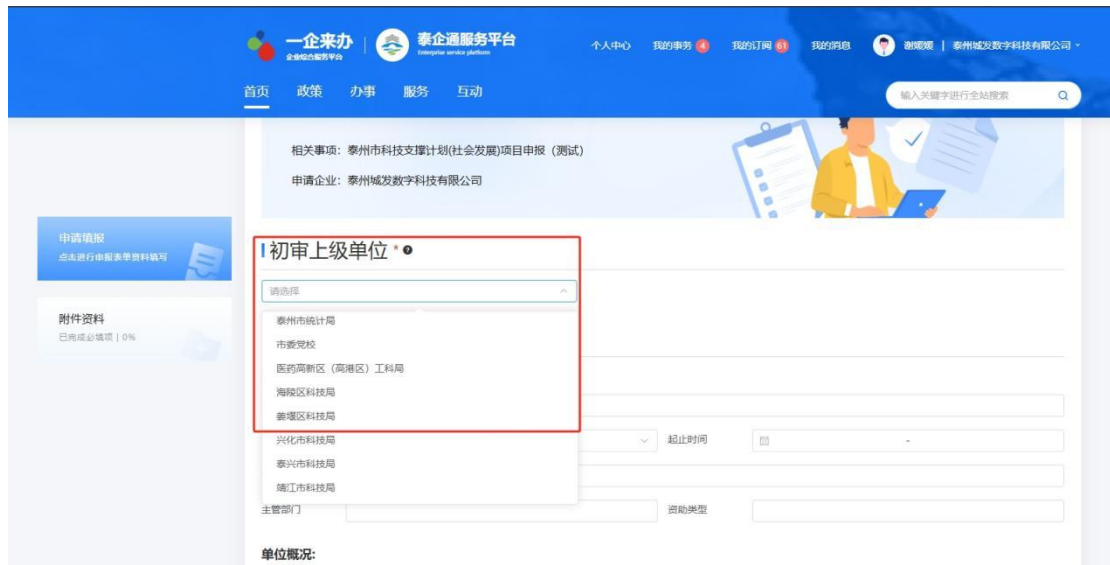 一企来办
企业综合服务平台
泰企通服务平台
Enterprise service platform
个人中心 我的事务 4 我的订阅 61 我的消息 谢媛媛 | 泰州城发数字科技有限公司
首页 政策 办事 服务 互动
输入关键字进行全站搜索
相关事项：泰州市科技支撑计划(社会发展)项目申报（测试）
申请企业：泰州城发数字科技有限公司
申请填报
点击进行申报表单资料填写
附件资料
已完成必填项 | 0%
初审上级单位 *
请选择
泰州市统计局
市委党校
医药高新区（高港区）工科局
海陵区科技局
姜堰区科技局
兴化市科技局
泰兴市科技局
靖江市科技局
起止时间 -
主管部门 资助类型
单位概况: